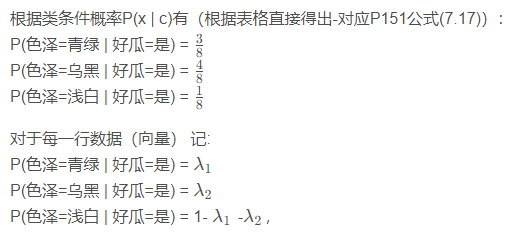 根据类条件概率P(x | c)有（根据表格直接得出-对应P151公式(7.17)）:
P(色泽=青绿 | 好瓜=是) = 3/8
P(色泽=乌黑 | 好瓜=是) = 4/8
P(色泽=浅白 | 好瓜=是) = 1/8
对于每一行数据（向量） 记:
P(色泽=青绿 | 好瓜=是) = λ₁
P(色泽=乌黑 | 好瓜=是) = λ₂
P(色泽=浅白 | 好瓜=是) = 1- λ₁ -λ₂ ,